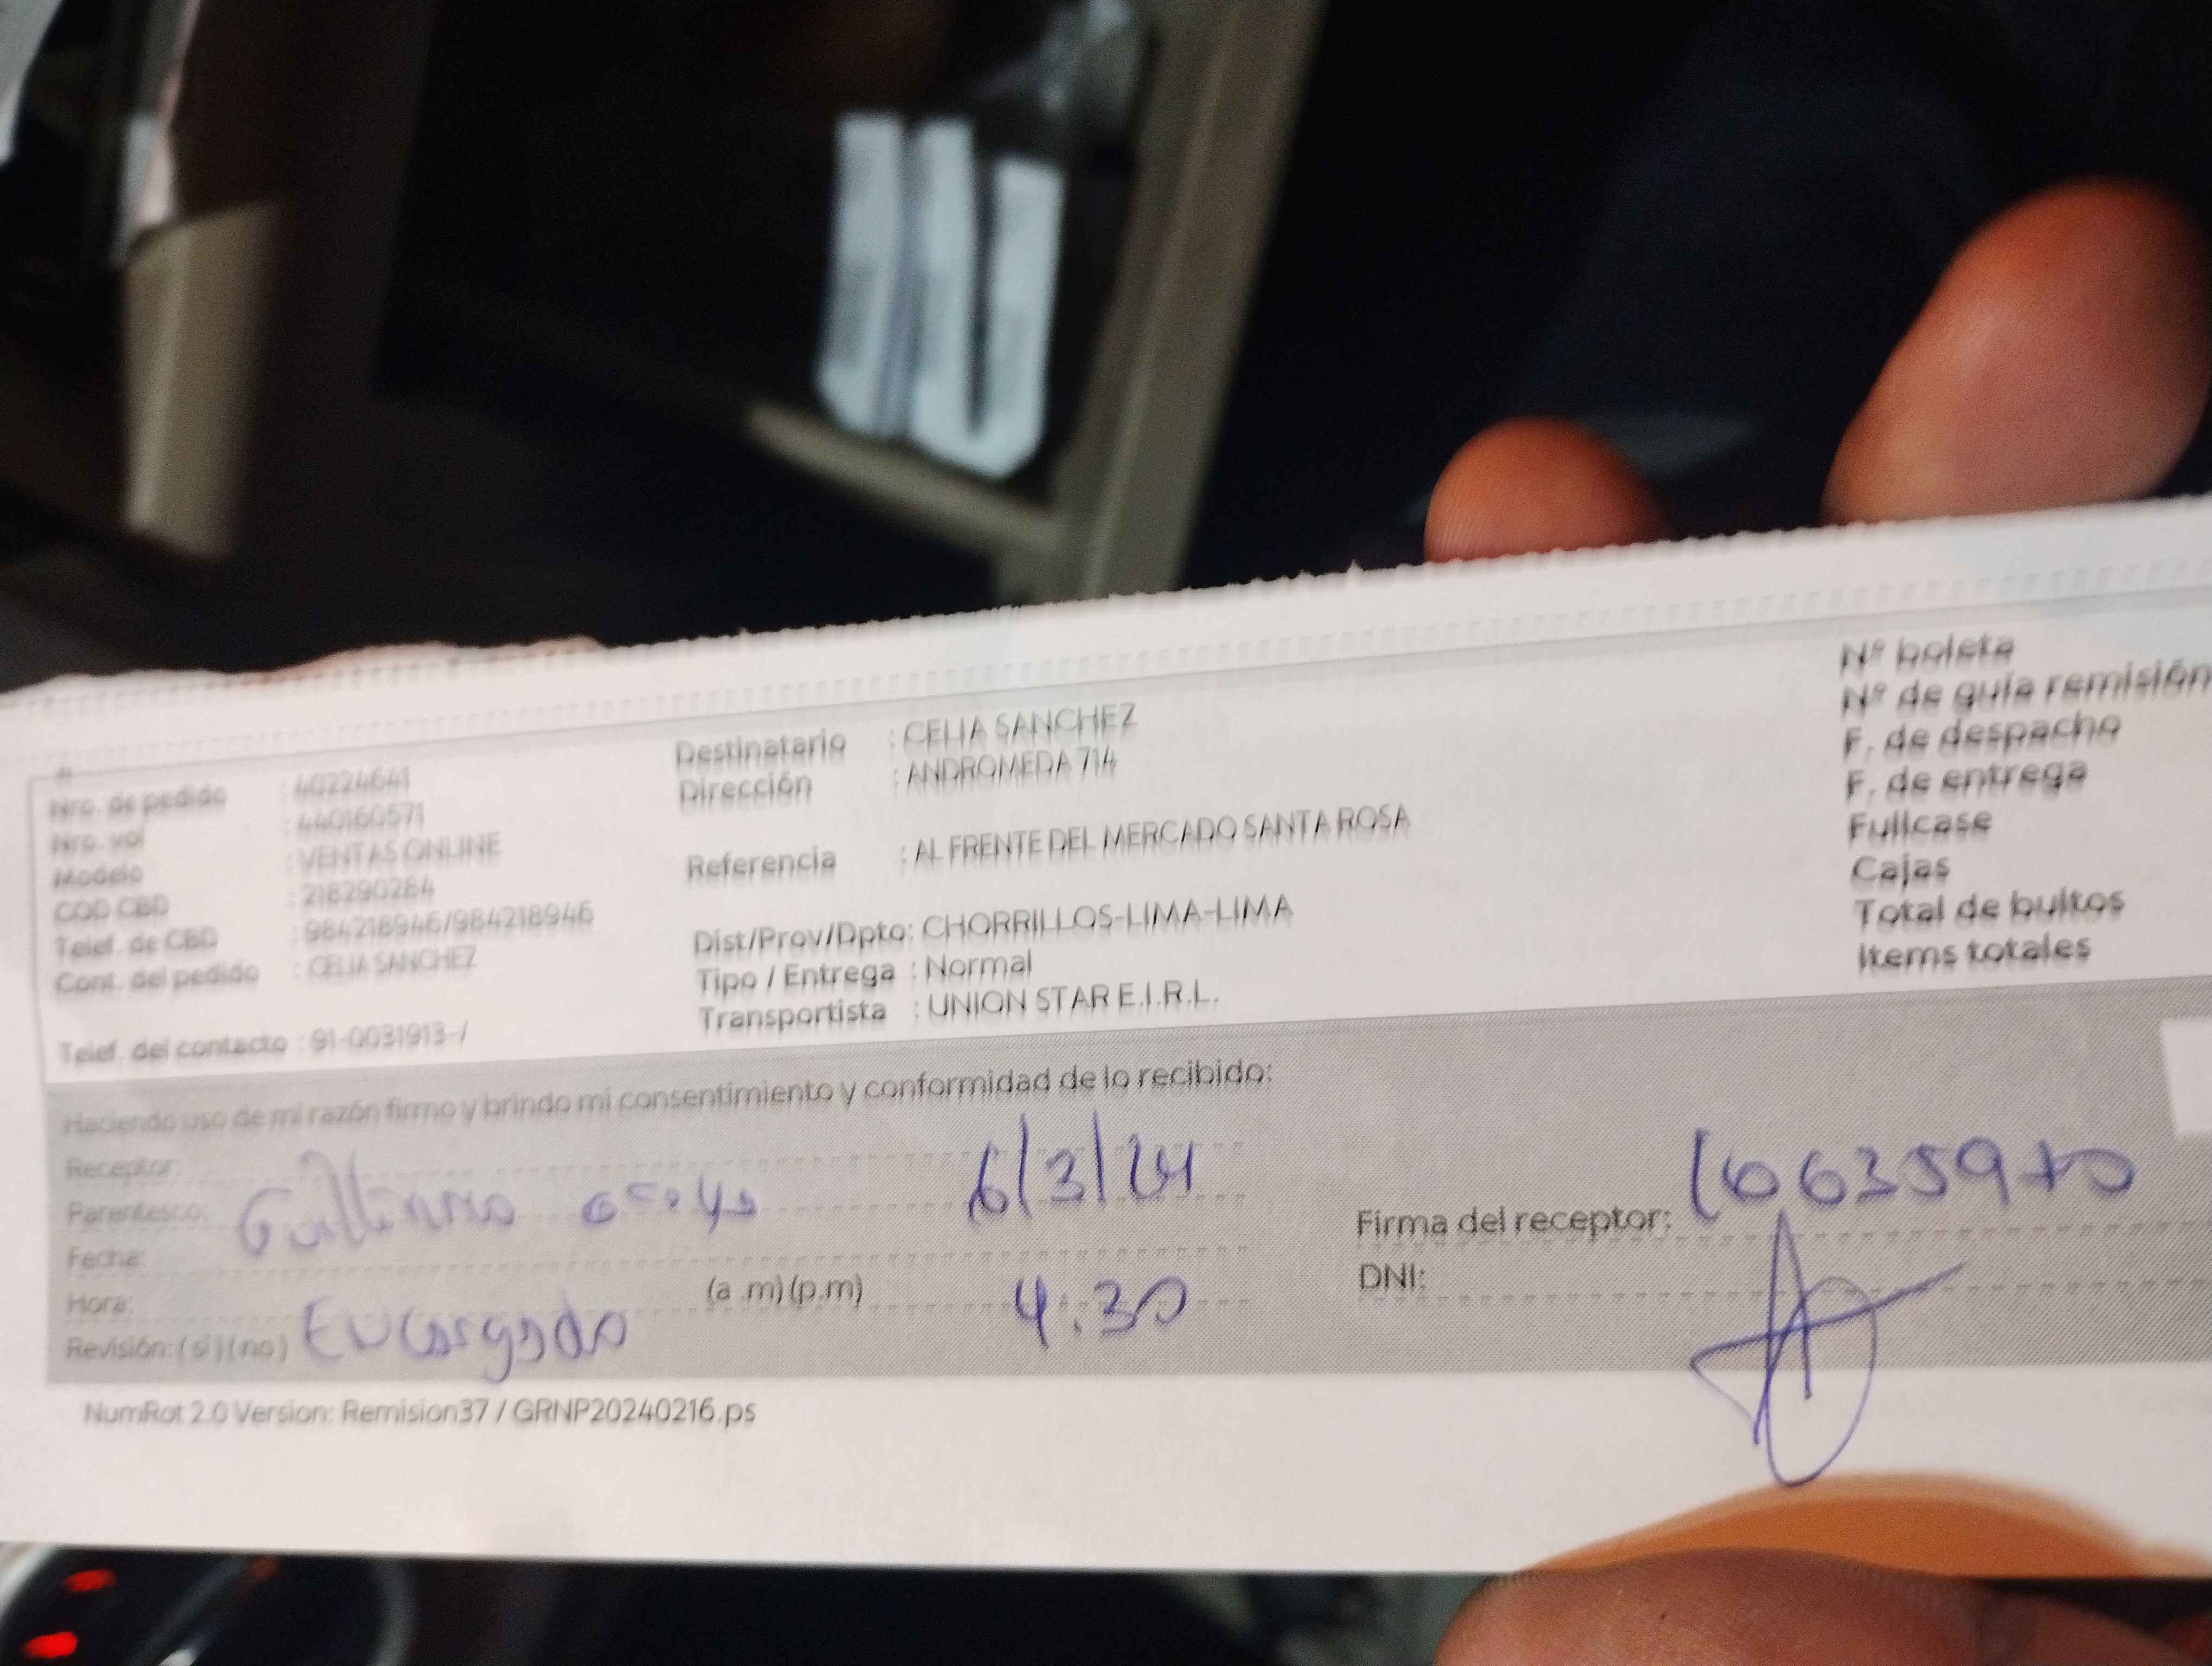 Nro. de pedido : 40224641
Nro. vol : 440160571
Modelo : VENTAS ONLINE
COD CBD : 218290284
Telef. de CBD : 984218946/984218946
Cont. del pedido : CELIA SANCHEZ
Telef. del contacto : 91-0031913-/
Destinatario : CELIA SANCHEZ
Dirección : ANDROMEDA 714
Referencia : AL FRENTE DEL MERCADO SANTA ROSA
Dist/Prov/Dpto: CHORRILLOS-LIMA-LIMA
Tipo / Entrega : Normal
Transportista : UNION STAR E.I.R.L.
Nº boleta
Nº de guía remisión
F. de despacho
F. de entrega
Fullcase
Cajas
Total de bultos
Items totales
Haciendo uso de mi razón firmo y brindo mi consentimiento y conformidad de lo recibido:
Receptor:
Parentesco:
6/3/24
Fecha:
Hora: (a .m) (p.m) 4:30
Revisión: (si) (no) Encargado
Firma del receptor:
DNI:
NumRot 2.0 Version: Remision37 / GRNP20240216.ps